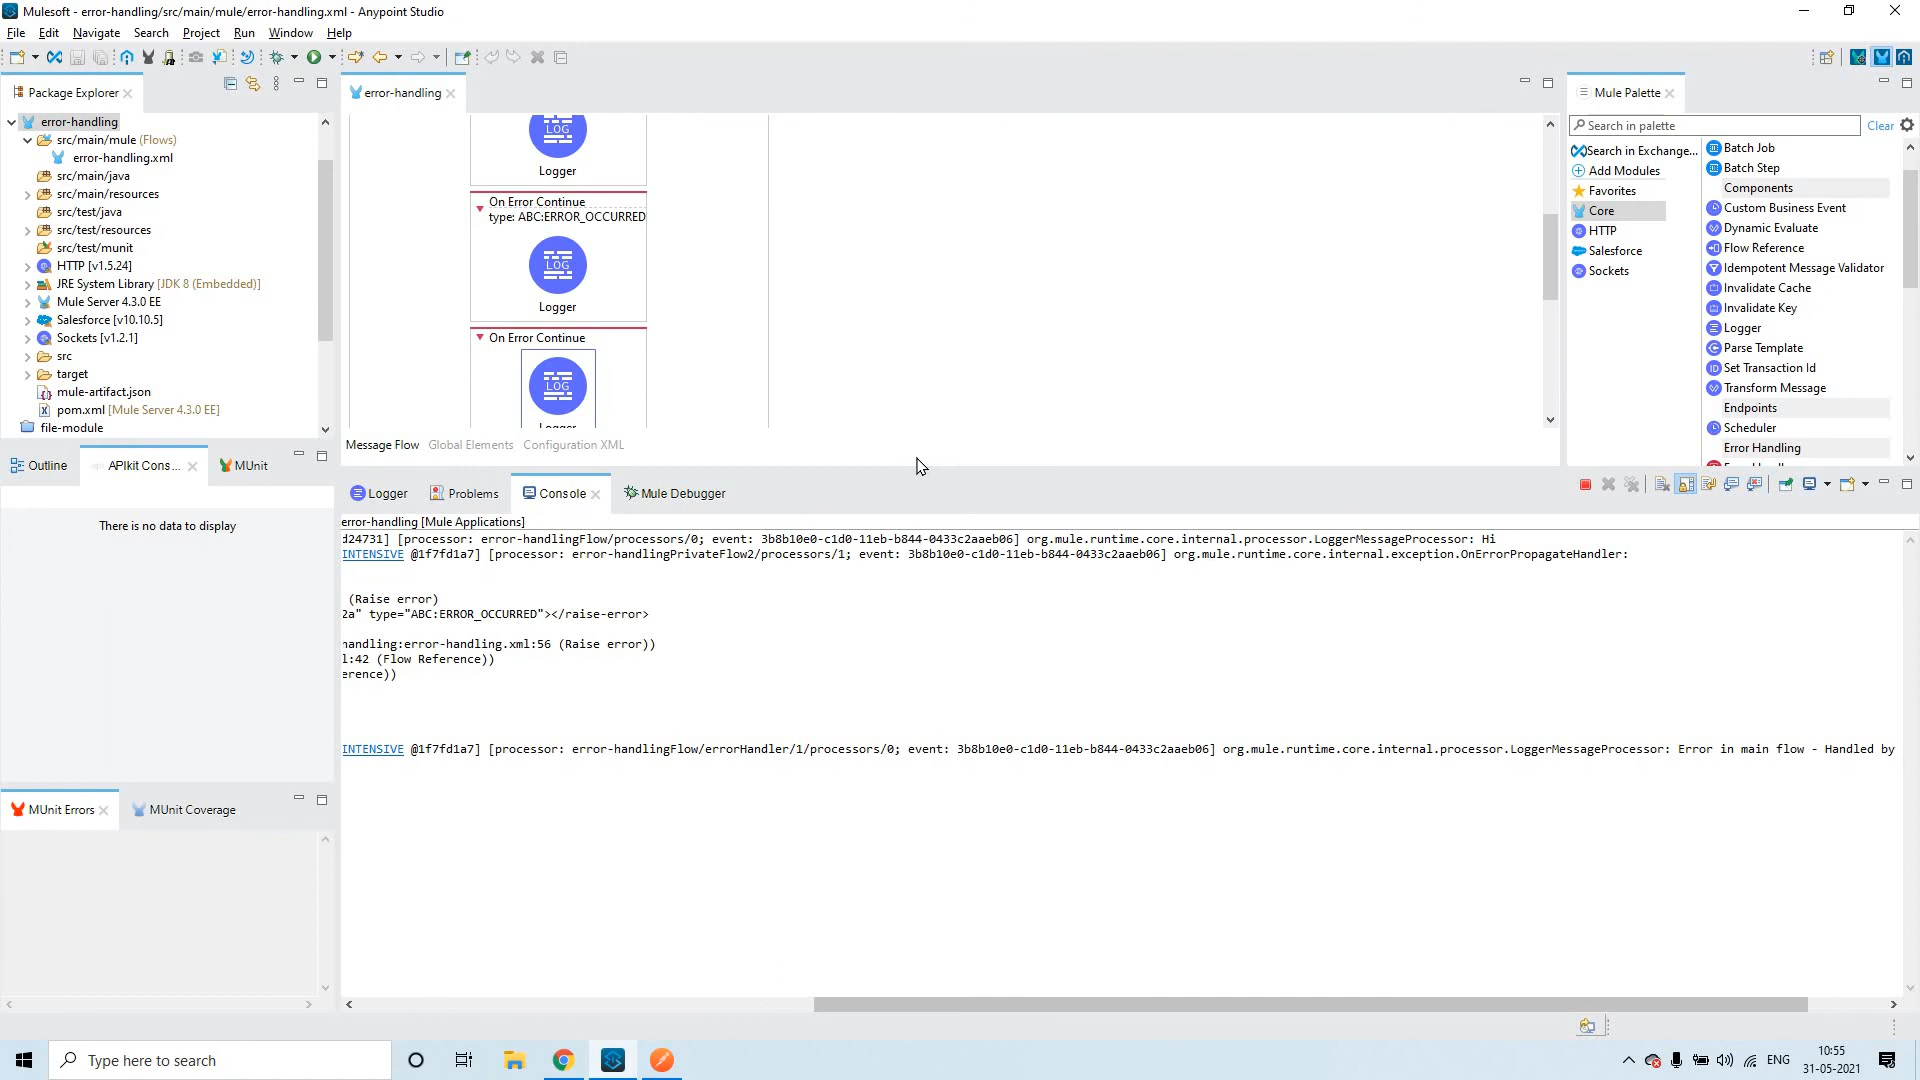 Mulesoft - error-handling/src/main/mule/error-handling.xml - Anypoint Studio
File Edit Navigate Search Project Run Window Help
Package Explorer
error-handling
src/main/mule (Flows)
error-handling.xml
src/main/java
src/main/resources
src/test/java
src/test/resources
src/test/munit
HTTP [v1.5.24]
JRE System Library [JDK 8 (Embedded)]
Mule Server 4.3.0 EE
Salesforce [v10.10.5]
Sockets [v1.2.1]
src
target
mule-artifact.json
pom.xml [Mule Server 4.3.0 EE]
file-module
error-handling
LOG
Logger
On Error Continue
type: ABC:ERROR_OCCURRED
LOG
Logger
On Error Continue
LOG
Logger
Message Flow Global Elements Configuration XML
Mule Palette
Search in palette
Clear
Search in Exchange...
Add Modules
Favorites
Core
HTTP
Salesforce
Sockets
Batch Job
Batch Step
Components
Custom Business Event
Dynamic Evaluate
Flow Reference
Idempotent Message Validator
Invalidate Cache
Invalidate Key
Logger
Parse Template
Set Transaction Id
Transform Message
Endpoints
Scheduler
Error Handling
Outline
APIkit Cons...
MUnit
There is no data to display
MUnit Errors
MUnit Coverage
Logger Problems Console Mule Debugger
error-handling [Mule Applications]
d24731] [processor: error-handlingFlow/processors/0; event: 3b8b10e0-c1d0-11eb-b844-0433c2aaeb06] org.mule.runtime.core.internal.processor.LoggerMessageProcessor: Hi
INTENSIVE @1f7fd1a7] [processor: error-handlingPrivateFlow2/processors/1; event: 3b8b10e0-c1d0-11eb-b844-0433c2aaeb06] org.mule.runtime.core.internal.exception.OnErrorPropagateHandler:
(Raise error)
2a" type="ABC:ERROR_OCCURRED"></raise-error>
handling:error-handling.xml:56 (Raise error))
l:42 (Flow Reference))
erence))
INTENSIVE @1f7fd1a7] [processor: error-handlingFlow/errorHandler/1/processors/0; event: 3b8b10e0-c1d0-11eb-b844-0433c2aaeb06] org.mule.runtime.core.internal.processor.LoggerMessageProcessor: Error in main flow - Handled by
Type here to search
ENG
10:55
31-05-2021